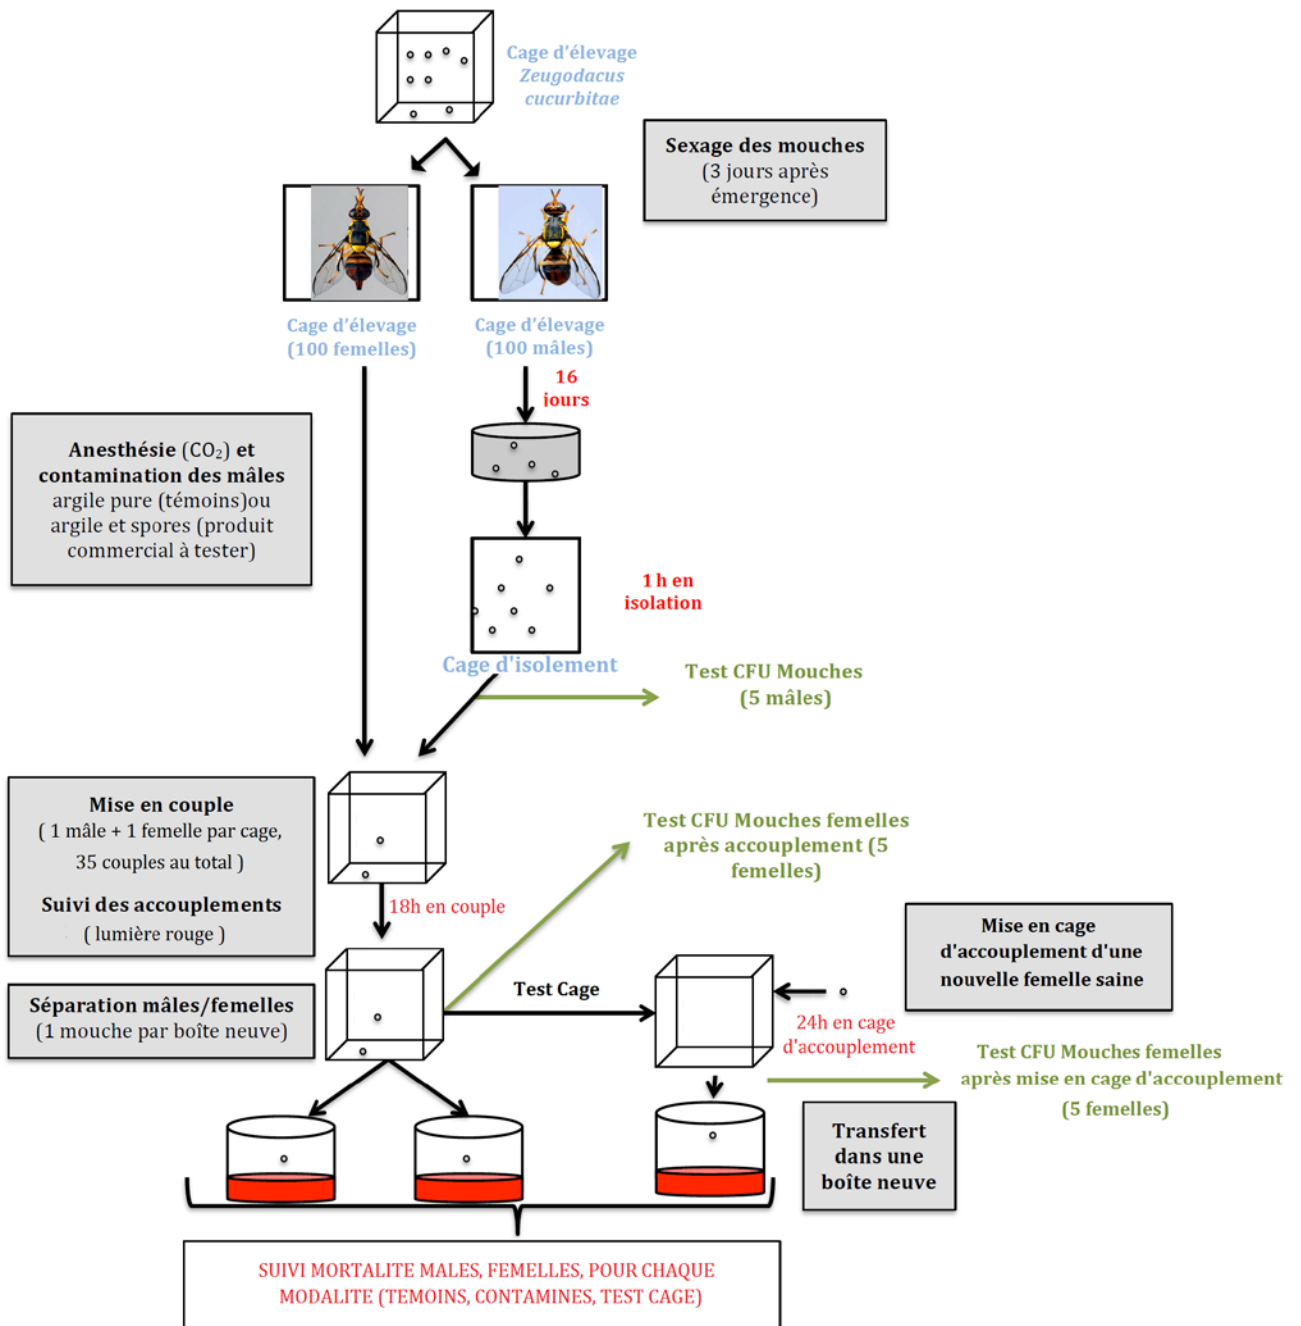 Cage d'élevage
Zeugodacus
cucurbitae
Sexage des mouches
(3 jours après
émergence)
Cage d'élevage
(100 femelles)
Cage d'élevage
(100 mâles)
16
jours
Anesthésie (CO₂) et
contamination des mâles
argile pure (témoins)ou
argile et spores (produit
commercial à tester)
1 h en
isolation
Cage d'isolement
Test CFU Mouches
(5 mâles)
Mise en couple
( 1 mâle + 1 femelle par cage,
35 couples au total )
Suivi des accouplements
( lumière rouge )
18h en couple
Test CFU Mouches femelles
après accouplement (5
femelles)
Séparation mâles/femelles
(1 mouche par boîte neuve)
Test Cage
Mise en cage
d'accouplement d'une
nouvelle femelle saine
24h en cage
d'accouplement
Test CFU Mouches femelles
après mise en cage d'accouplement
(5 femelles)
Transfert
dans une
boîte neuve
SUIVI MORTALITE MALES, FEMELLES, POUR CHAQUE
MODALITE (TEMOINS, CONTAMINES, TEST CAGE)